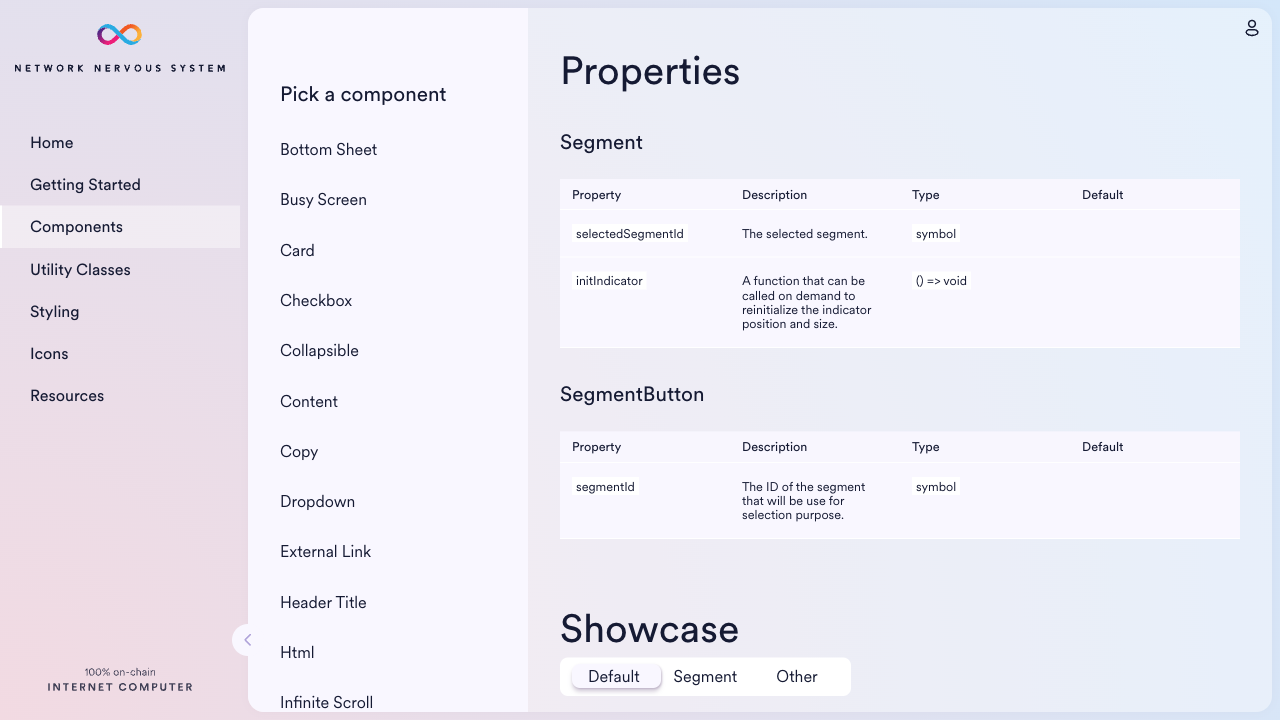 NETWORK NERVOUS SYSTEM
Home
Getting Started
Components
Utility Classes
Styling
Icons
Resources
100% on-chain
INTERNET COMPUTER
Pick a component
Bottom Sheet
Busy Screen
Card
Checkbox
Collapsible
Content
Copy
Dropdown
External Link
Header Title
Html
Infinite Scroll
Properties
Segment
Property Description Type Default
selectedSegmentId The selected segment. symbol
initIndicator A function that can be () => void
called on demand to
reinitialize the indicator
position and size.
SegmentButton
Property Description Type Default
segmentId The ID of the segment symbol
that will be use for
selection purpose.
Showcase
Default Segment Other